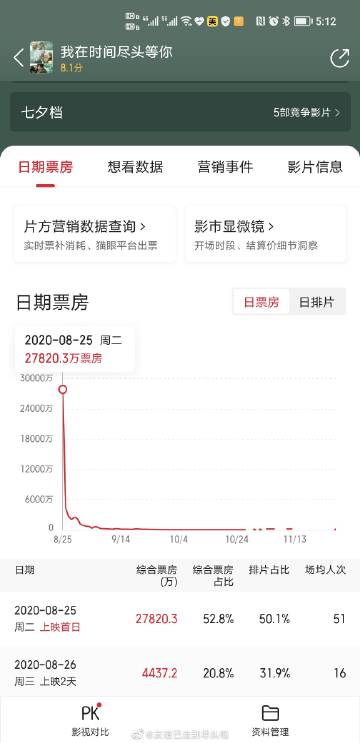 5:12
我在时间尽头等你
8.1分
七夕档
5部竞争影片 >
日期票房 想看数据 营销事件 影片信息
片方营销数据查询 > 影市显微镜 >
实时票补消耗、猫眼平台出票 开场时段、结算价细节洞察
日期票房 日票房 日排片
2020-08-25 周二
27820.3万票房
30000万
24000万
18000万
12000万
6000万
0
8/25 9/14 10/4 10/24 11/13
日期 综合票房(万) 综合票房占比 排片占比 场均人次
2020-08-25 27820.3 52.8% 50.1% 51
周二 上映首日
2020-08-26 4437.2 20.8% 31.9% 16
周三 上映2天
PK
影视对比 资料管理